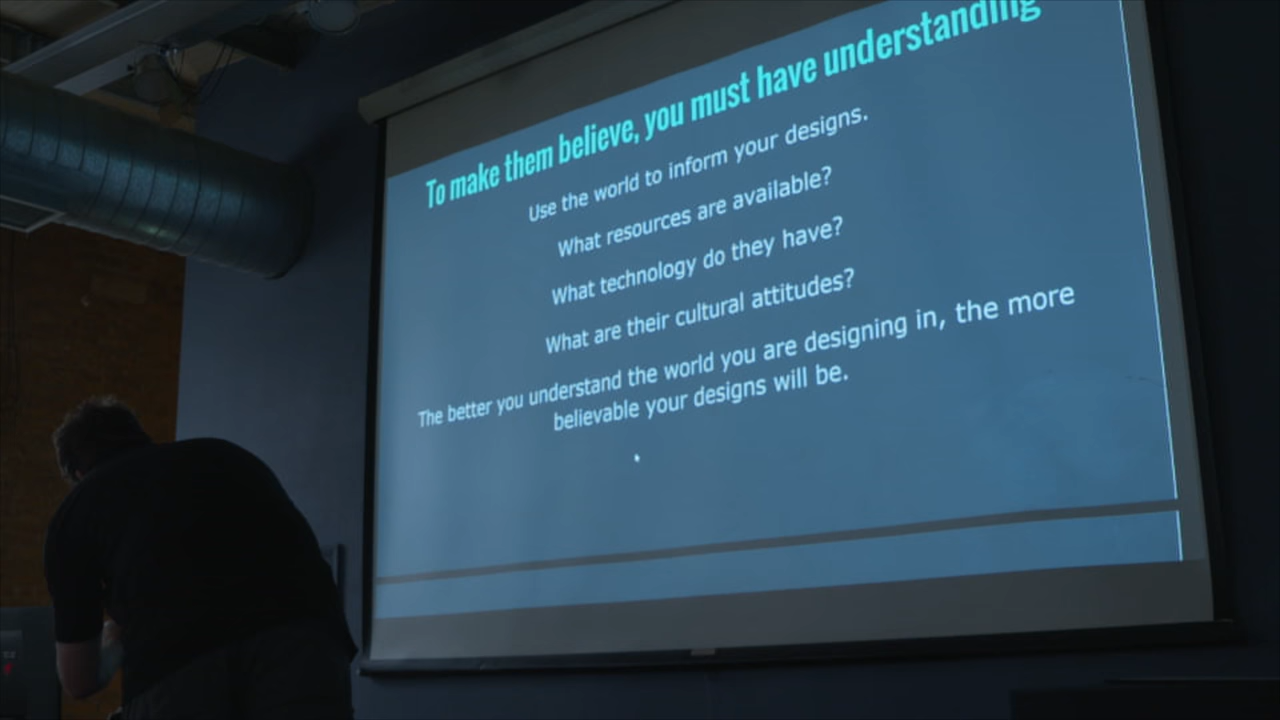 To make them believe, you must have understanding
Use the world to inform your designs.
What resources are available?
What technology do they have?
What are their cultural attitudes?
The better you understand the world you are designing in, the more
believable your designs will be.